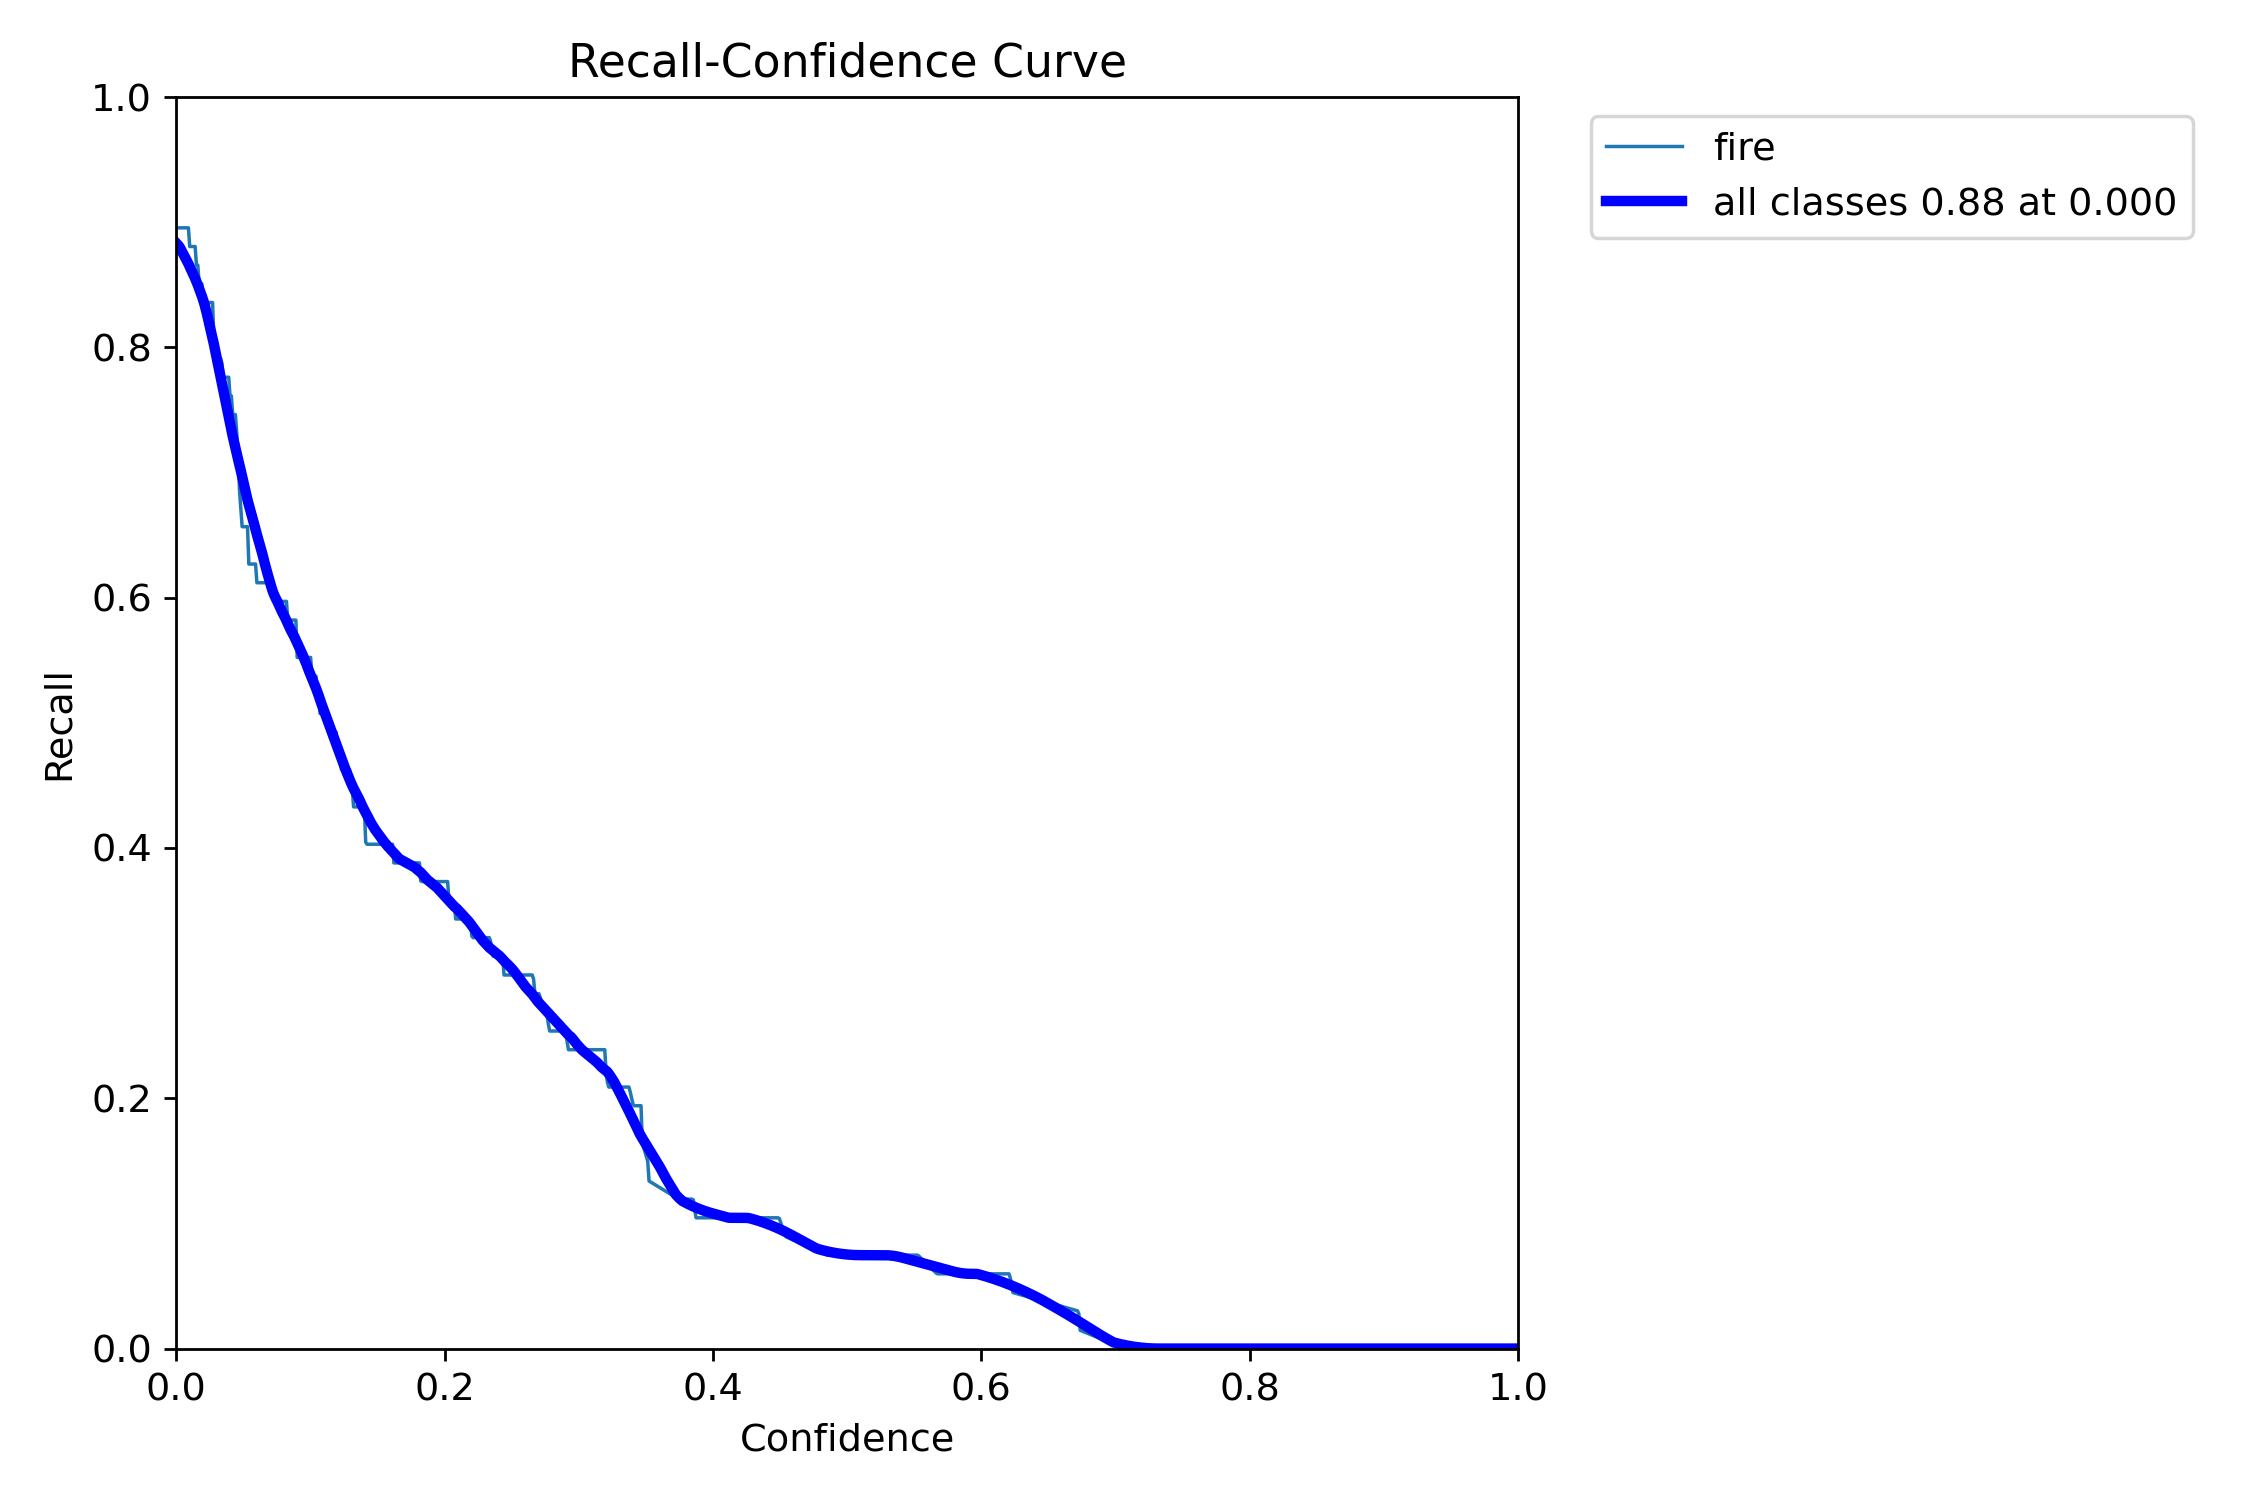 Recall-Confidence Curve
1.0
0.8
0.6
0.4
0.2
0.0
Recall
0.0 0.2 0.4 0.6 0.8 1.0
Confidence
fire
all classes 0.88 at 0.000